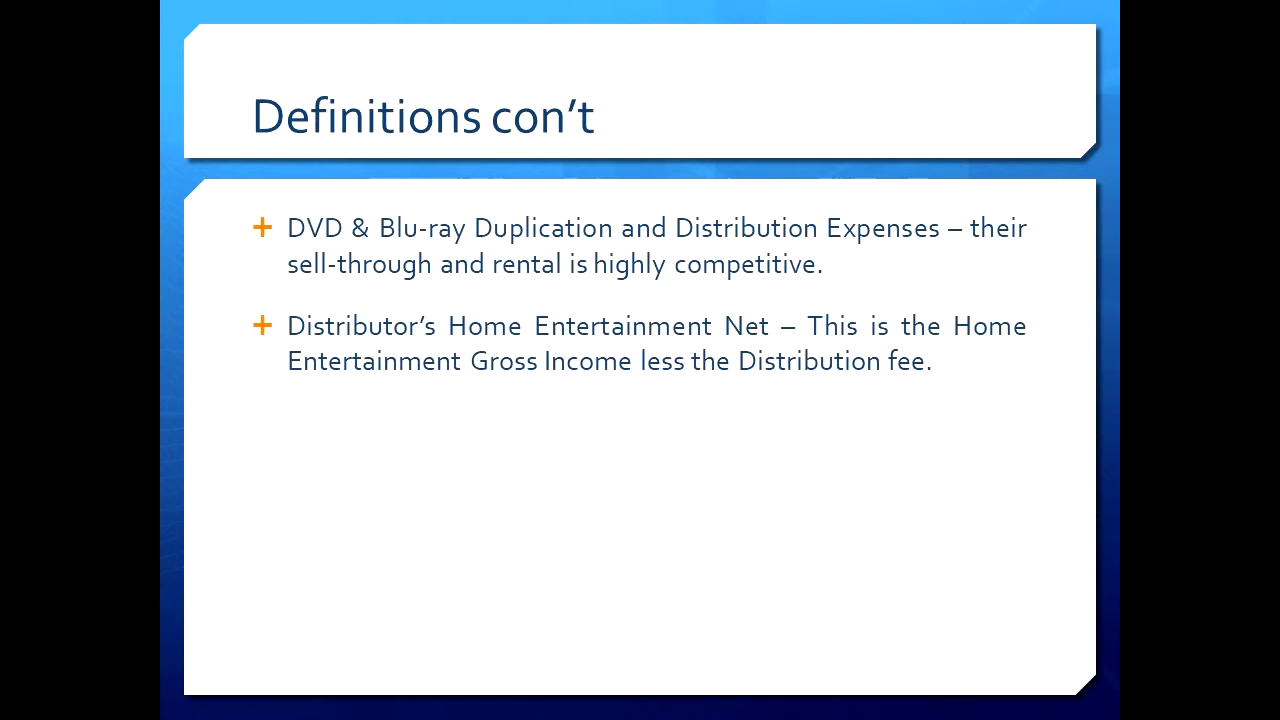 Definitions con’t
DVD & Blu-ray Duplication and Distribution Expenses – their
sell-through and rental is highly competitive.
Distributor’s Home Entertainment Net – This is the Home
Entertainment Gross Income less the Distribution fee.